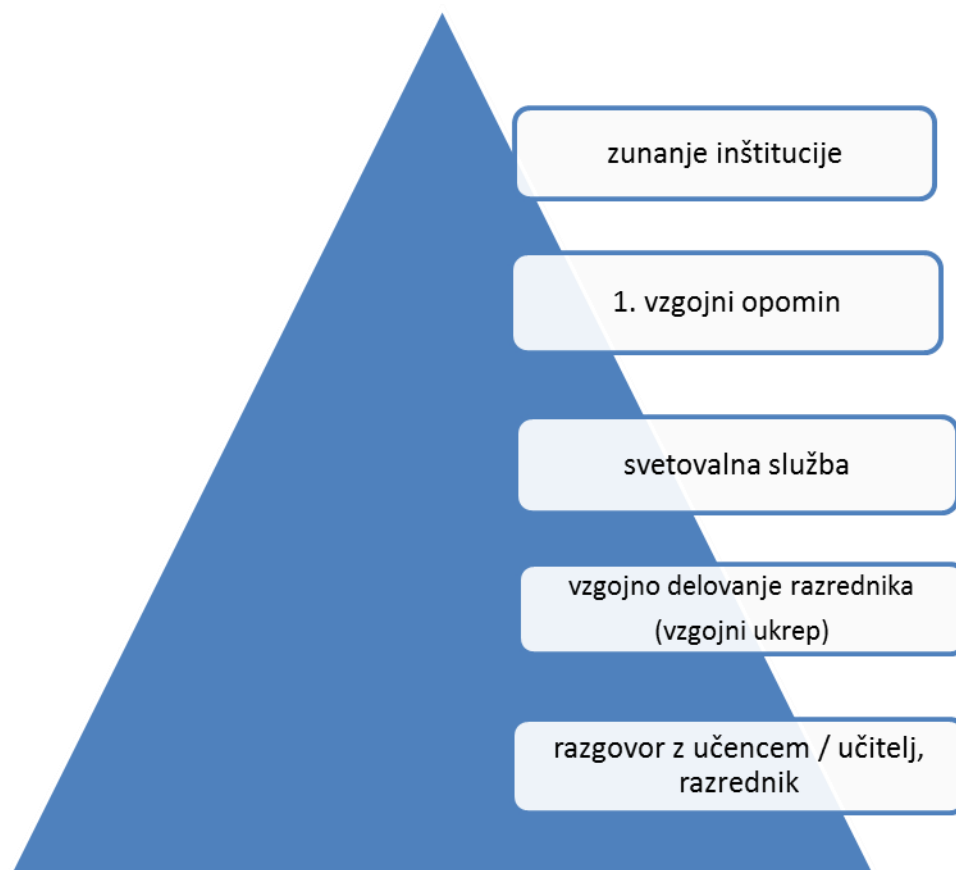 zunanje inštitucije
1. vzgojni opomin
svetovalna služba
vzgojno delovanje razrednika
(vzgojni ukrep)
razgovor z učencem / učitelj,
razrednik